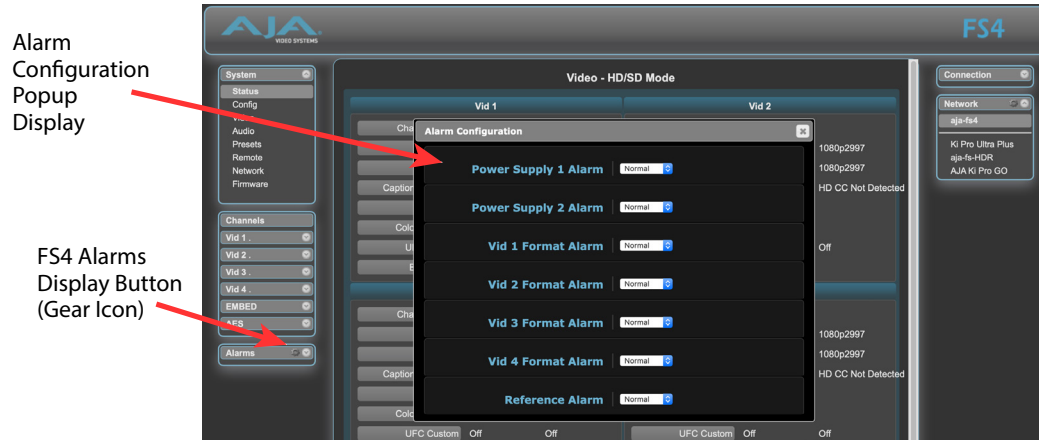 Alarm
Configuration
Popup
Display
FS4 Alarms
Display Button
(Gear Icon)
AJA
VIDEO SYSTEMS
FS4
System
Status
Config
Video
Audio
Presets
Remote
Network
Firmware
Channels
Vid 1 .
Vid 2 .
Vid 3 .
Vid 4 .
EMBED
AES
Alarms
Video - HD/SD Mode
Vid 1
Vid 2
Alarm Configuration
Power Supply 1 Alarm Normal
Power Supply 2 Alarm Normal
Vid 1 Format Alarm Normal
Vid 2 Format Alarm Normal
Vid 3 Format Alarm Normal
Vid 4 Format Alarm Normal
Reference Alarm Normal
Cha
Caption
Colo
U
Cha
Caption
Colo
1080p2997
1080p2997
HD CC Not Detected
Off
1080p2997
1080p2997
HD CC Not Detected
UFC Custom Off Off
UFC Custom Off Off
Connection
Network
aja-fs4
Ki Pro Ultra Plus
aja-fs-HDR
AJA Ki Pro GO